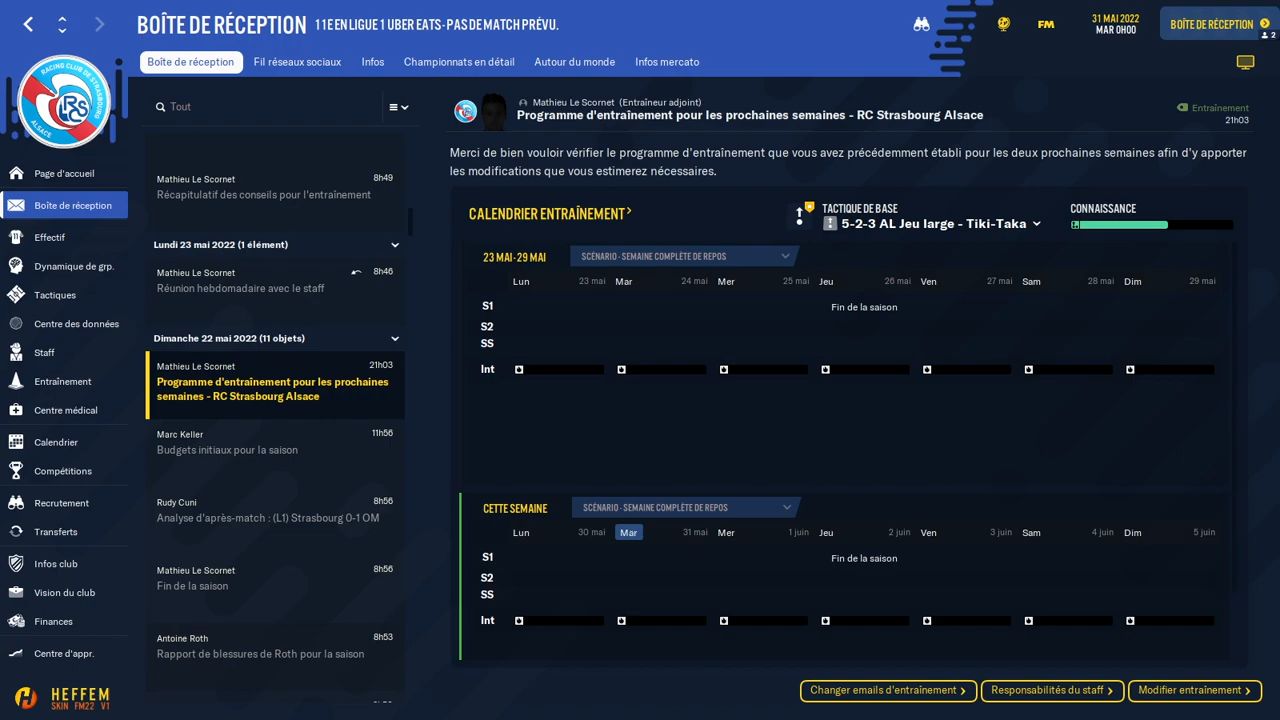 BOÎTE DE RÉCEPTION
11E EN LIGUE 1 UBER EATS - PAS DE MATCH PRÉVU.
FM
31 MAI 2022
MAR 0H00
BOÎTE DE RÉCEPTION
2
Boîte de réception
Fil réseaux sociaux
Infos
Championnats en détail
Autour du monde
Infos mercato
RACING CLUB DE STRASBOURG
ALSACE
Page d'accueil
Boîte de réception
Effectif
Dynamique de grp.
Tactiques
Centre des données
Staff
Entraînement
Centre médical
Calendrier
Compétitions
Recrutement
Transferts
Infos club
Vision du club
Finances
Centre d'appr.
HEFFEM
SKIN FM22 V1
Tout
Mathieu Le Scornet 8h49
Récapitulatif des conseils pour l'entraînement
Lundi 23 mai 2022 (1 élément)
Mathieu Le Scornet 8h46
Réunion hebdomadaire avec le staff
Dimanche 22 mai 2022 (11 objets)
Mathieu Le Scornet 21h03
Programme d'entraînement pour les prochaines
semaines - RC Strasbourg Alsace
Marc Keller 11h56
Budgets initiaux pour la saison
Rudy Cuni 8h56
Analyse d'après-match : (L1) Strasbourg 0-1 OM
Mathieu Le Scornet 8h56
Fin de la saison
Antoine Roth 8h53
Rapport de blessures de Roth pour la saison
Mathieu Le Scornet (Entraîneur adjoint)
Programme d'entraînement pour les prochaines semaines - RC Strasbourg Alsace
Entraînement
21h03
Merci de bien vouloir vérifier le programme d'entraînement que vous avez précédemment établi pour les deux prochaines semaines afin d'y apporter
les modifications que vous estimerez nécessaires.
CALENDRIER ENTRAÎNEMENT
TACTIQUE DE BASE
5-2-3 AL Jeu large - Tiki-Taka
CONNAISSANCE
23 MAI - 29 MAI
SCÉNARIO - SEMAINE COMPLÈTE DE REPOS
Lun 23 mai Mar 24 mai Mer 25 mai Jeu 26 mai Ven 27 mai Sam 28 mai Dim 29 mai
S1 Fin de la saison
S2
SS
Int
CETTE SEMAINE
SCÉNARIO - SEMAINE COMPLÈTE DE REPOS
Lun 30 mai Mar 31 mai Mer 1 juin Jeu 2 juin Ven 3 juin Sam 4 juin Dim 5 juin
S1 Fin de la saison
S2
SS
Int
Changer emails d'entraînement
Responsabilités du staff
Modifier entraînement